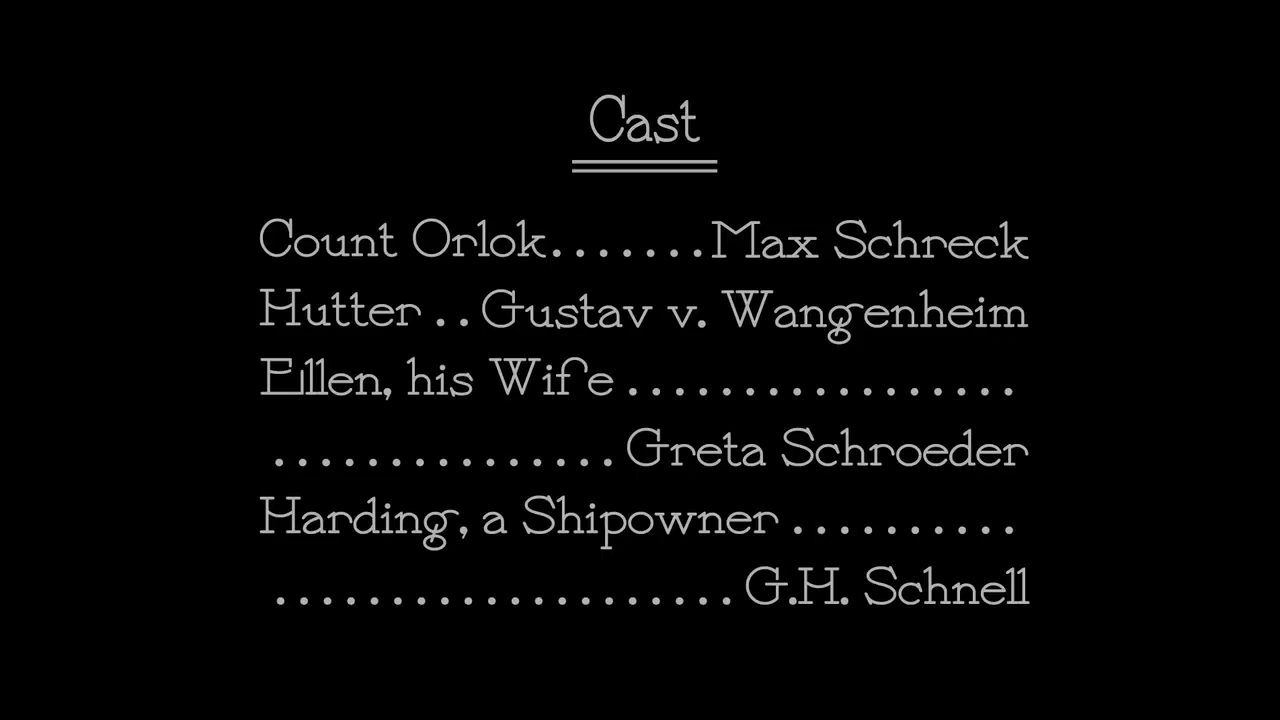 Cast
Count Orlok.......Max Schreck
Hutter ..Gustav v. Wangenheim
Ellen, his Wife .................
...............Greta Schroeder
Harding, a Shipowner ..........
....................G.H. Schnell